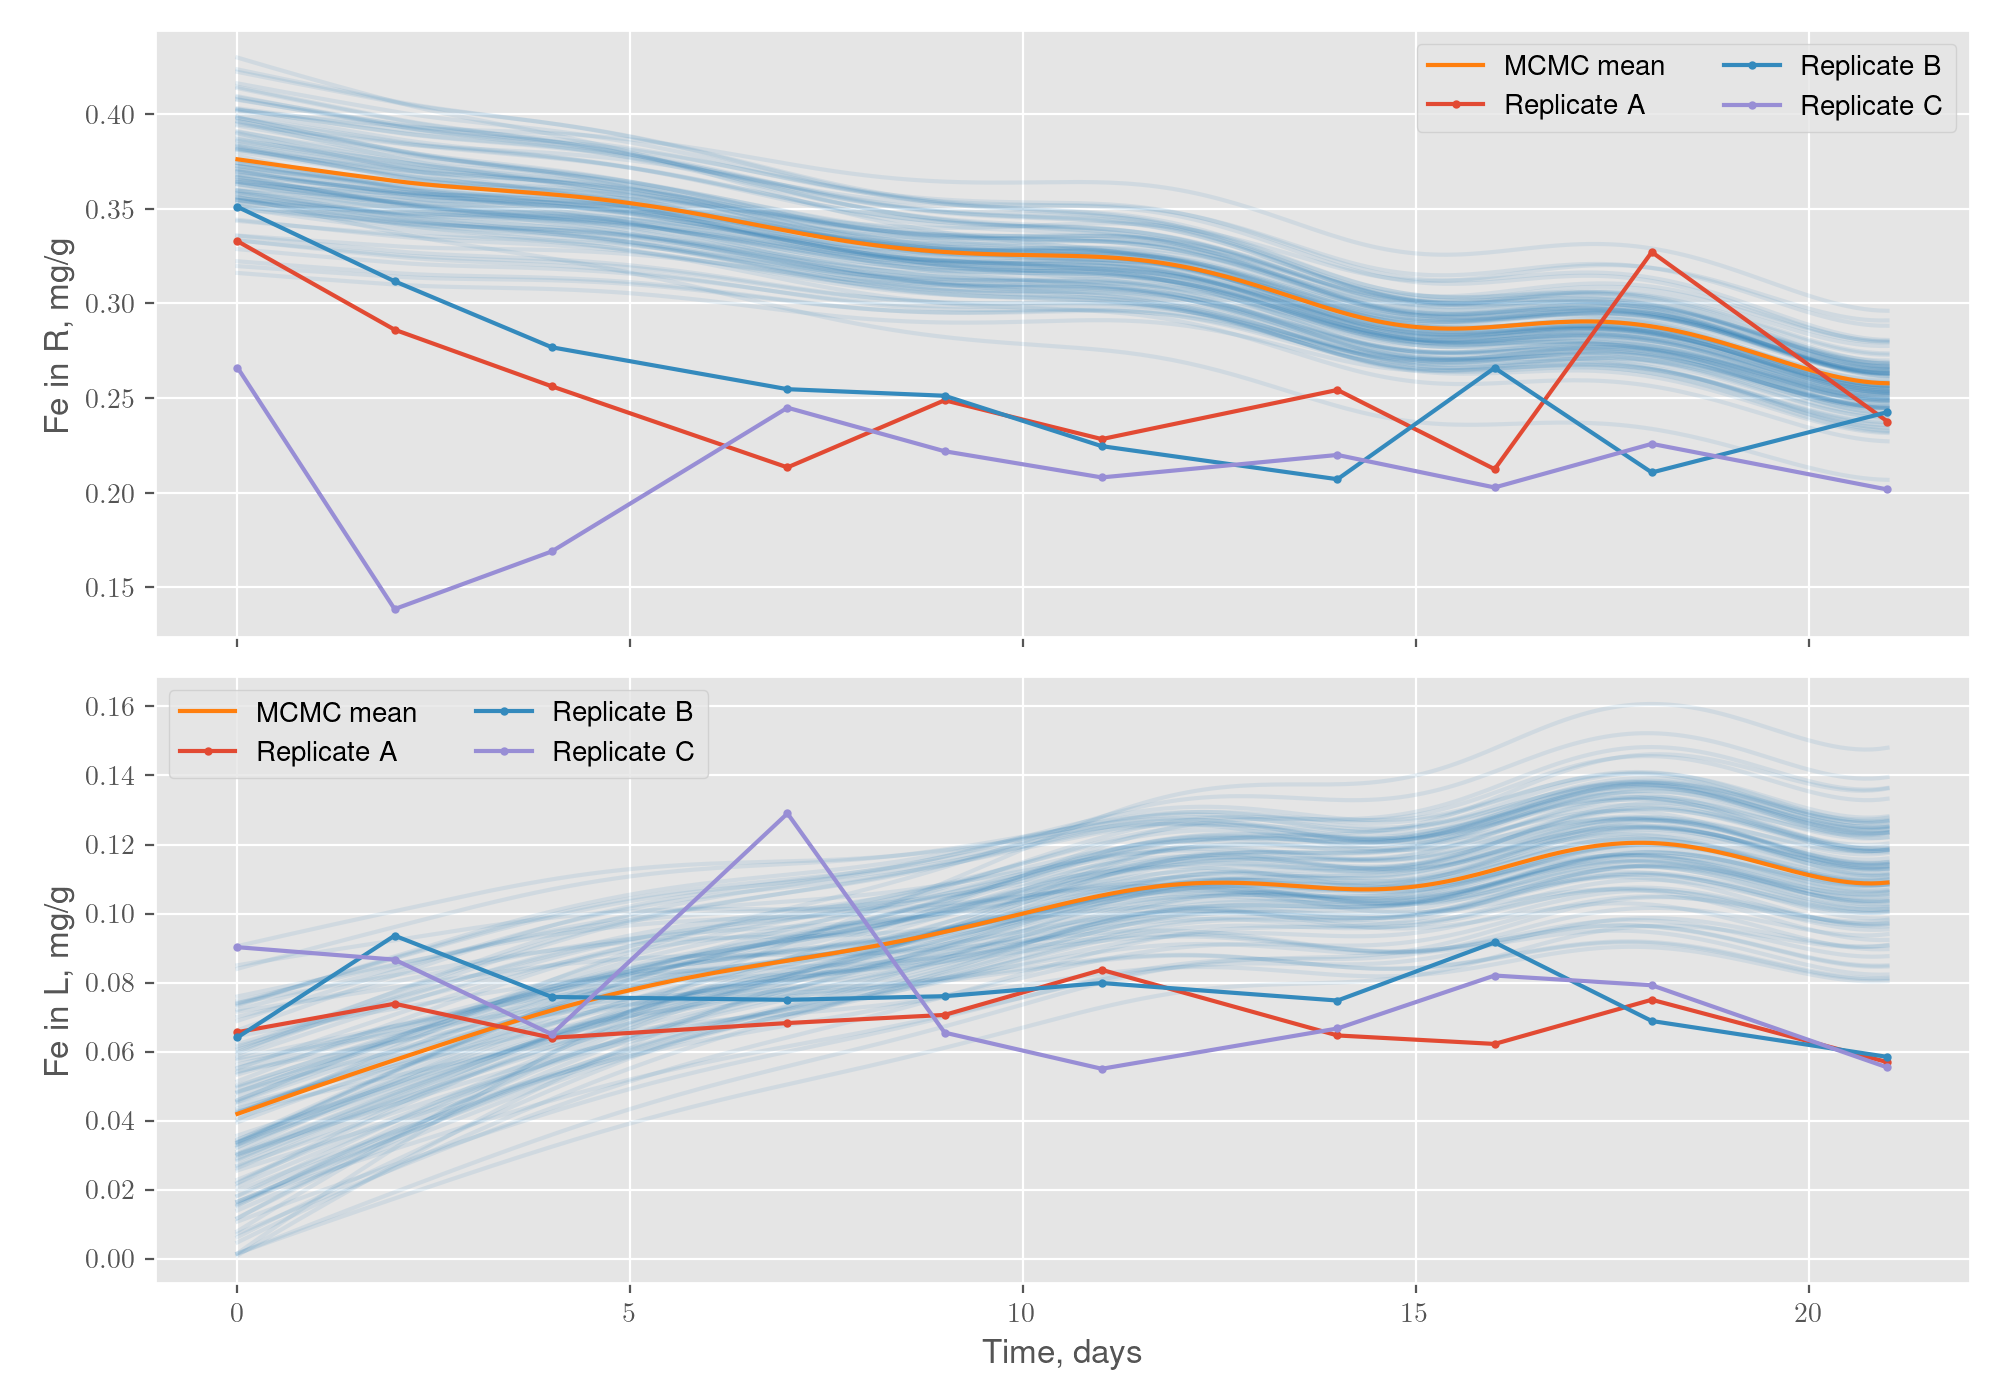 MCMC mean Replicate B
Replicate A Replicate C
0.40
0.35
0.30
0.25
0.20
0.15
Fe in R, mg/g
MCMC mean Replicate B
Replicate A Replicate C
0.16
0.14
0.12
0.10
0.08
0.06
0.04
0.02
0.00
Fe in L, mg/g
0 5 10 15 20
Time, days